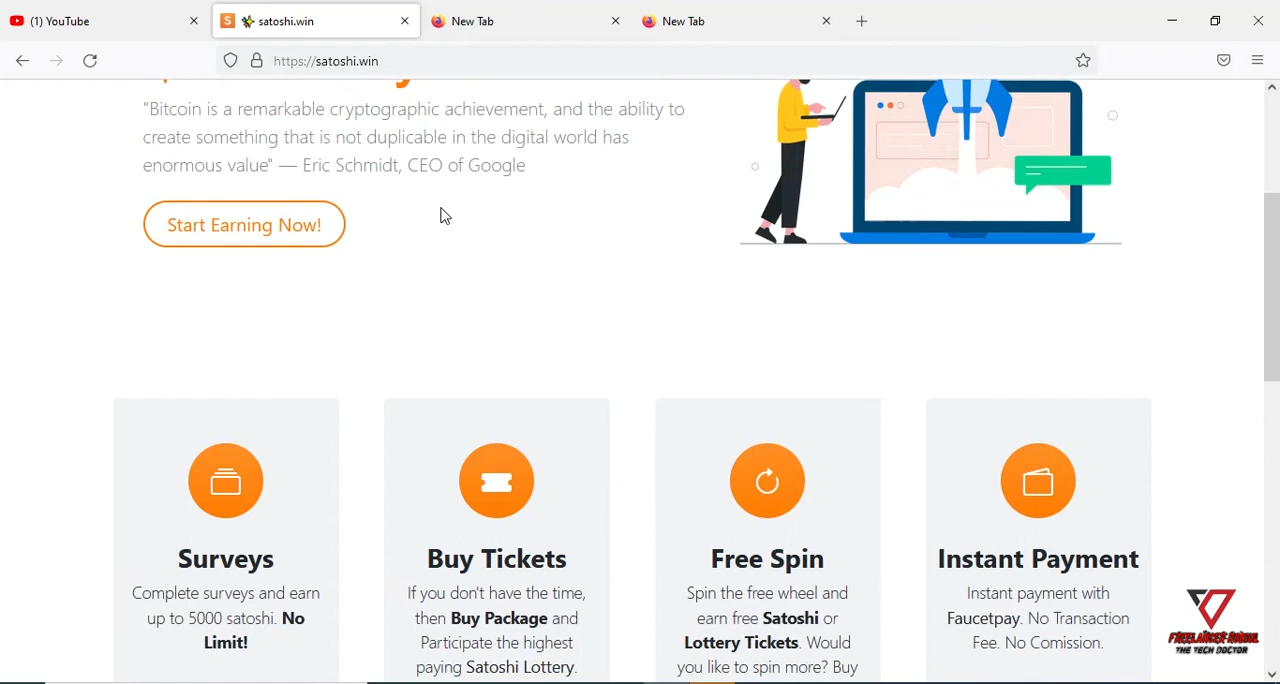 (1) YouTube
S satoshi.win
New Tab
New Tab
https://satoshi.win
"Bitcoin is a remarkable cryptographic achievement, and the ability to
create something that is not duplicable in the digital world has
enormous value" — Eric Schmidt, CEO of Google
Start Earning Now!
Surveys
Complete surveys and earn
up to 5000 satoshi. No
Limit!
Buy Tickets
If you don't have the time,
then Buy Package and
Participate the highest
paying Satoshi Lottery.
Free Spin
Spin the free wheel and
earn free Satoshi or
Lottery Tickets. Would
you like to spin more? Buy
Instant Payment
Instant payment with
Faucetpay. No Transaction
Fee. No Comission.
THE TECH DOCTOR